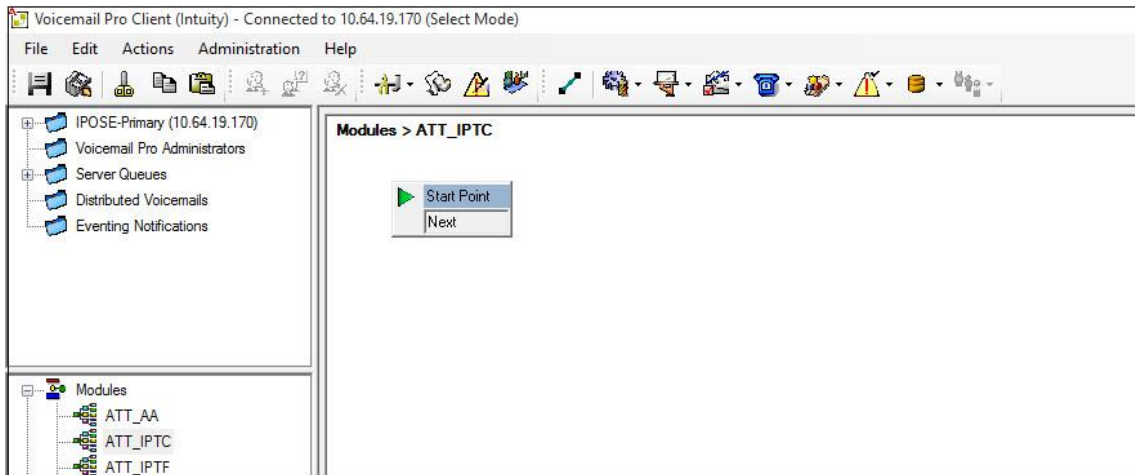 Voicemail Pro Client (Intuity) - Connected to 10.64.19.170 (Select Mode)
File Edit Actions Administration Help
IPOSE-Primary (10.64.19.170)
Voicemail Pro Administrators
Server Queues
Distributed Voicemails
Eventing Notifications
Modules > ATT_IPTC
Start Point
Next
Modules
ATT_AA
ATT_IPTC
ATT_IPTF